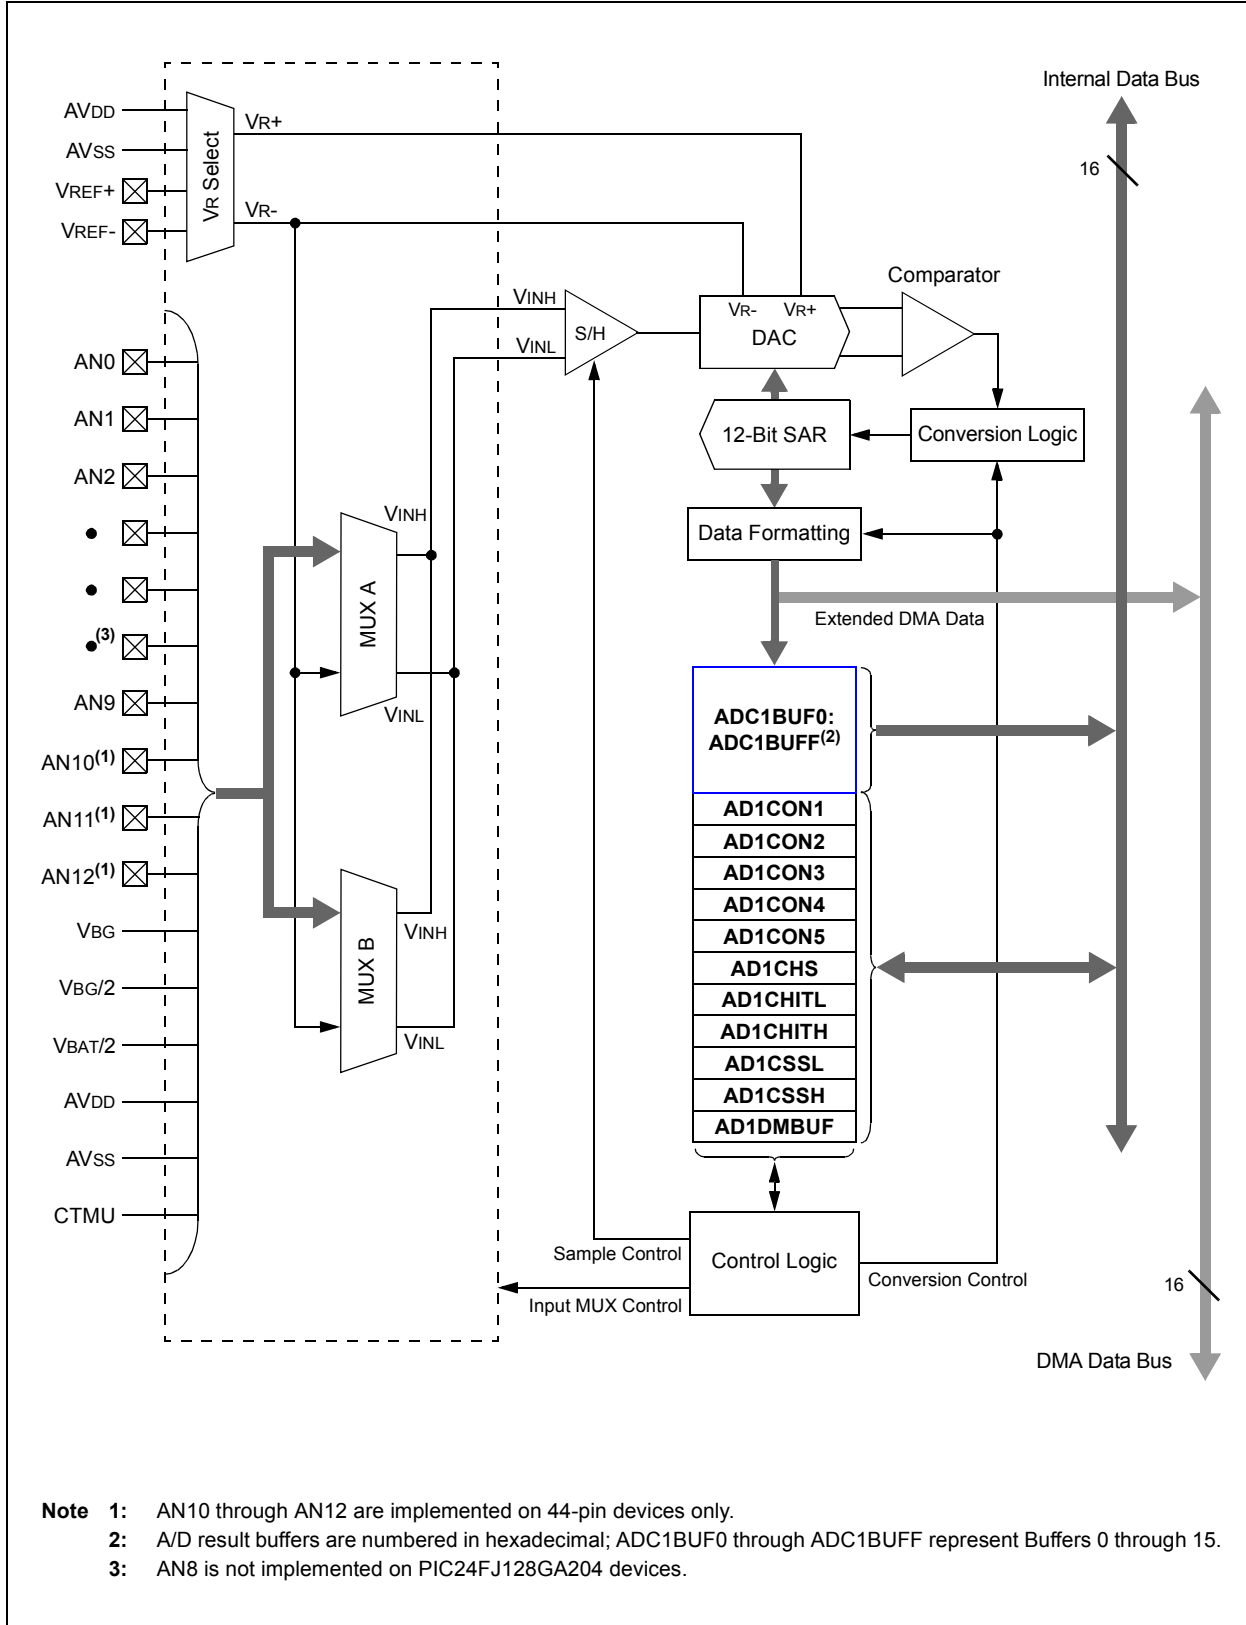 Internal Data Bus
16
AVDD
AVSS
VREF+
VREF-
VR Select
VR+
VR-
Comparator
VINH
VINL
S/H
VR- VR+
DAC
12-Bit SAR
Conversion Logic
Data Formatting
Extended DMA Data
AN0
AN1
AN2
•
•
•(3)
AN9
AN10(1)
AN11(1)
AN12(1)
VBG
VBG/2
VBAT/2
AVDD
AVSS
CTMU
VINH
MUX A
VINL
VINH
MUX B
VINL
ADC1BUF0:
ADC1BUFF(2)
AD1CON1
AD1CON2
AD1CON3
AD1CON4
AD1CON5
AD1CHS
AD1CHITL
AD1CHITH
AD1CSSL
AD1CSSH
AD1DMBUF
Sample Control
Control Logic
Conversion Control
Input MUX Control
16
DMA Data Bus
Note 1: AN10 through AN12 are implemented on 44-pin devices only.
2: A/D result buffers are numbered in hexadecimal; ADC1BUF0 through ADC1BUFF represent Buffers 0 through 15.
3: AN8 is not implemented on PIC24FJ128GA204 devices.